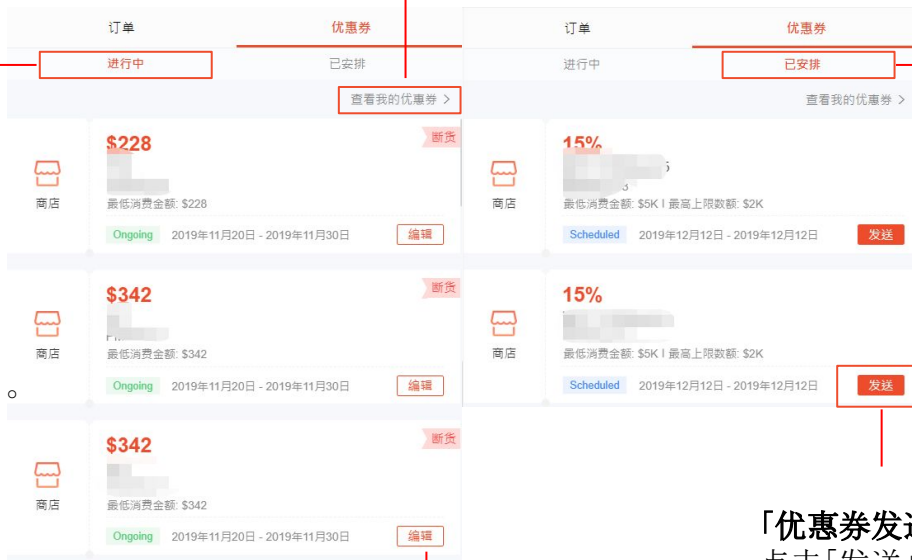 订单 优惠券
进行中 已安排
查看我的优惠券 >
$228
断货
商店
最低消费金额: $228
Ongoing 2019年11月20日 - 2019年11月30日 编辑
$342
断货
商店
最低消费金额: $342
Ongoing 2019年11月20日 - 2019年11月30日 编辑
。
$342
断货
商店
最低消费金额: $342
Ongoing 2019年11月20日 - 2019年11月30日 编辑
订单 优惠券
进行中 已安排
查看我的优惠券 >
15%
商店
最低消费金额: $5K I 最高上限数额: $2K
Scheduled 2019年12月12日 - 2019年12月12日 发送
15%
商店
最低消费金额: $5K I 最高上限数额: $2K
Scheduled 2019年12月12日 - 2019年12月12日 发送
「优惠券发送
点击「发送